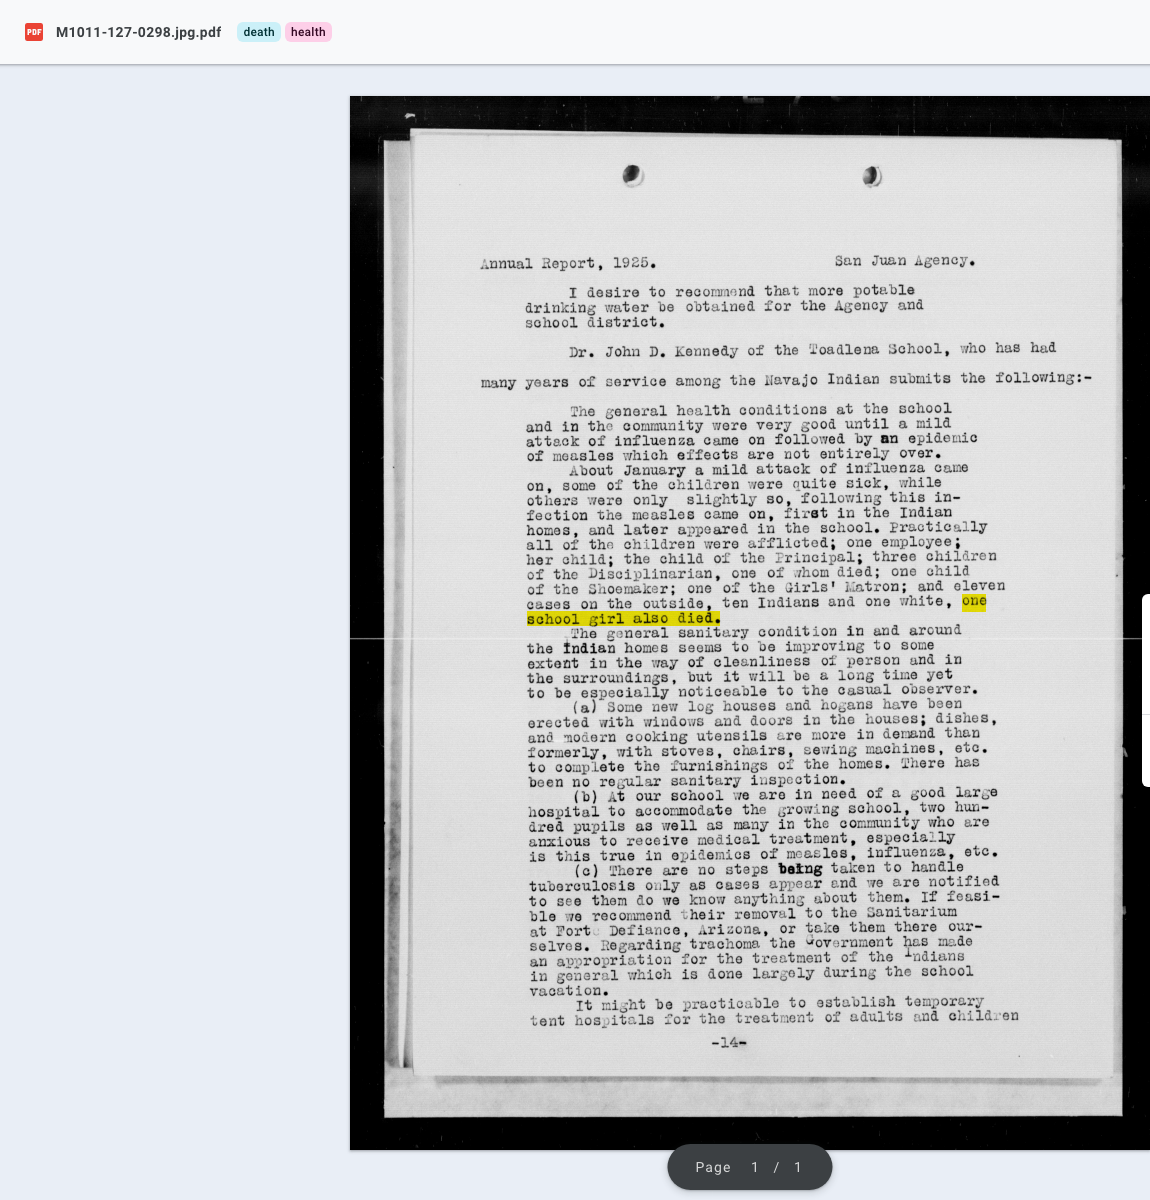 PDF M1011-127-0298.jpg.pdf death health
Annual Report, 1925. San Juan Agency.
I desire to recommend that more potable
drinking water be obtained for the Agency and
school district.
Dr. John D. Kennedy of the Toadlena School, who has had
many years of service among the Navajo Indian submits the following:-
The general health conditions at the school
and in the community were very good until a mild
attack of influenza came on followed by an epidemic
of measles which effects are not entirely over.
About January a mild attack of influenza came
on, some of the children were quite sick, while
others were only slightly so, following this in-
fection the measles came on, first in the Indian
homes, and later appeared in the school. Practically
all of the children were afflicted; one employee;
her child; the child of the Principal; three children
of the Disciplinarian, one of whom died; one child
of the Shoemaker; one of the Girls' Matron; and eleven
cases on the outside, ten Indians and one white, one
school girl also died.
The general sanitary condition in and around
the Indian homes seems to be improving to some
extent in the way of cleanliness of person and in
the surroundings, but it will be a long time yet
to be especially noticeable to the casual observer.
(a) Some new log houses and hogans have been
erected with windows and doors in the houses; dishes,
and modern cooking utensils are more in demand than
formerly, with stoves, chairs, sewing machines, etc.
to complete the furnishings of the homes. There has
been no regular sanitary inspection.
(b) At our school we are in need of a good large
hospital to accommodate the growing school, two hun-
dred pupils as well as many in the community who are
anxious to receive medical treatment, especially
is this true in epidemics of measles, influenza, etc.
(c) There are no steps being taken to handle
tuberculosis only as cases appear and we are notified
to see them do we know anything about them. If feasi-
ble we recommend their removal to the Sanitarium
at Fort Defiance, Arizona, or take them there our-
selves. Regarding trachoma the Government has made
an appropriation for the treatment of the Indians
in general which is done largely during the school
vacation.
It might be practicable to establish temporary
tent hospitals for the treatment of adults and children
-14-
Page 1 / 1